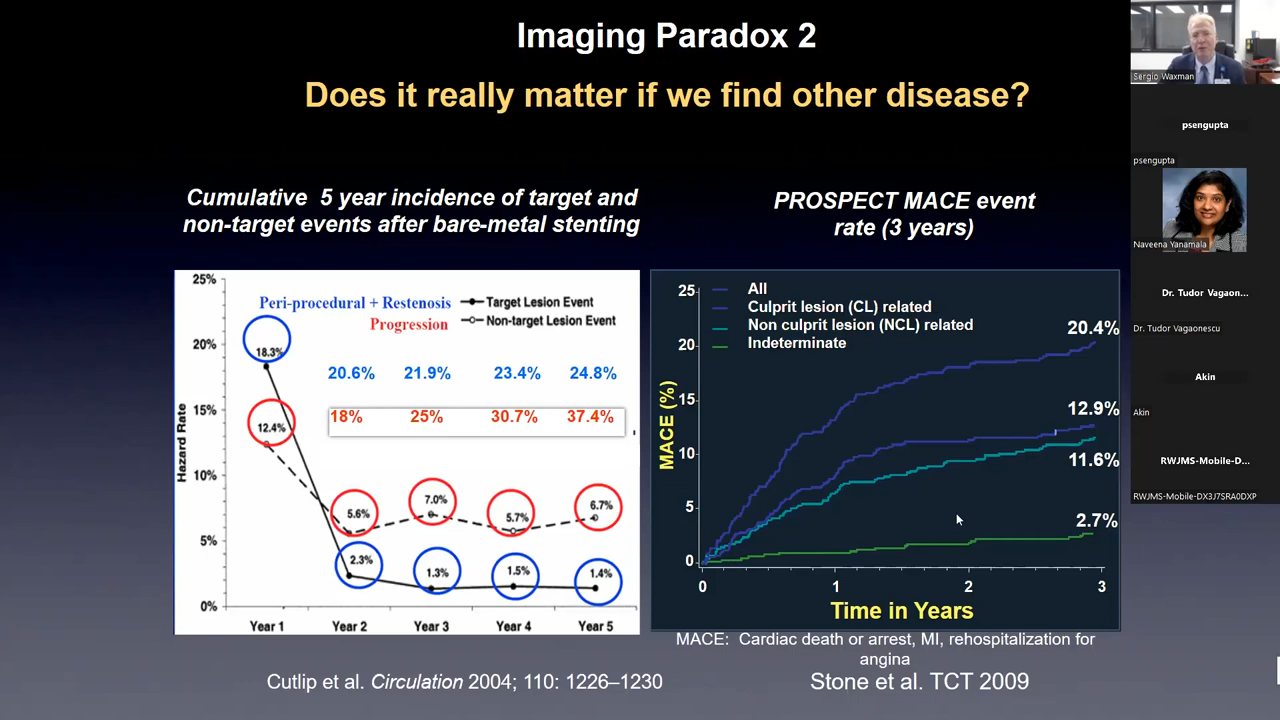 Imaging Paradox 2
Does it really matter if we find other disease?
Cumulative 5 year incidence of target and
non-target events after bare-metal stenting
25%
20%
15%
10%
5%
0%
Hazard Rate
Peri-procedural + Restenosis
Progression
Target Lesion Event
Non-target Lesion Event
18.3%
12.4%
20.6% 21.9% 23.4% 24.8%
18% 25% 30.7% 37.4%
5.6% 7.0% 5.7% 6.7%
2.3% 1.3% 1.5% 1.4%
Year 1 Year 2 Year 3 Year 4 Year 5
Cutlip et al. Circulation 2004; 110: 1226–1230
PROSPECT MACE event
rate (3 years)
25
20
15
10
5
0
MACE (%)
All
Culprit lesion (CL) related
Non culprit lesion (NCL) related
Indeterminate
20.4%
12.9%
11.6%
2.7%
0 1 2 3
Time in Years
MACE: Cardiac death or arrest, MI, rehospitalization for
angina
Stone et al. TCT 2009
Sergio Waxman
psengupta
psengupta
Naveena Yanamala
Dr. Tudor Vagaon...
Dr. Tudor Vagaonescu
Akin
Akin
RWJMS-Mobile-D...
RWJMS-Mobile-DX3J7SRA0DXP